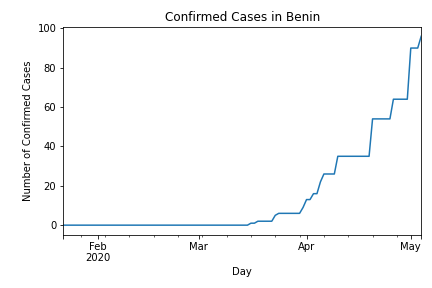 Confirmed Cases in Benin
100
80
60
40
20
0
Number of Confirmed Cases
Feb
2020
Mar
Apr
May
Day